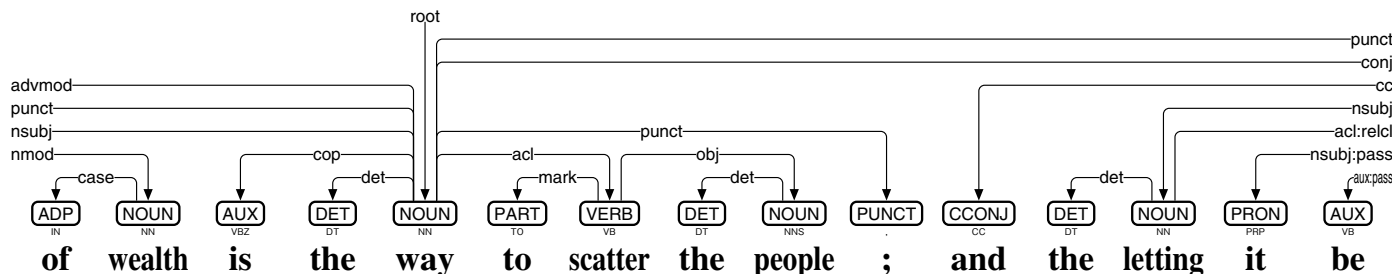 root
punct
conj
advmod cc
punct nsubj
nsubj punct acl:relcl
nmod cop acl obj nsubj:pass
case det mark det det aux:pass
ADP NOUN AUX DET NOUN PART VERB DET NOUN PUNCT CCONJ DET NOUN PRON AUX
IN NN VBZ DT NN TO VB DT NNS . CC DT NN PRP VB
of wealth is the way to scatter the people ; and the letting it be